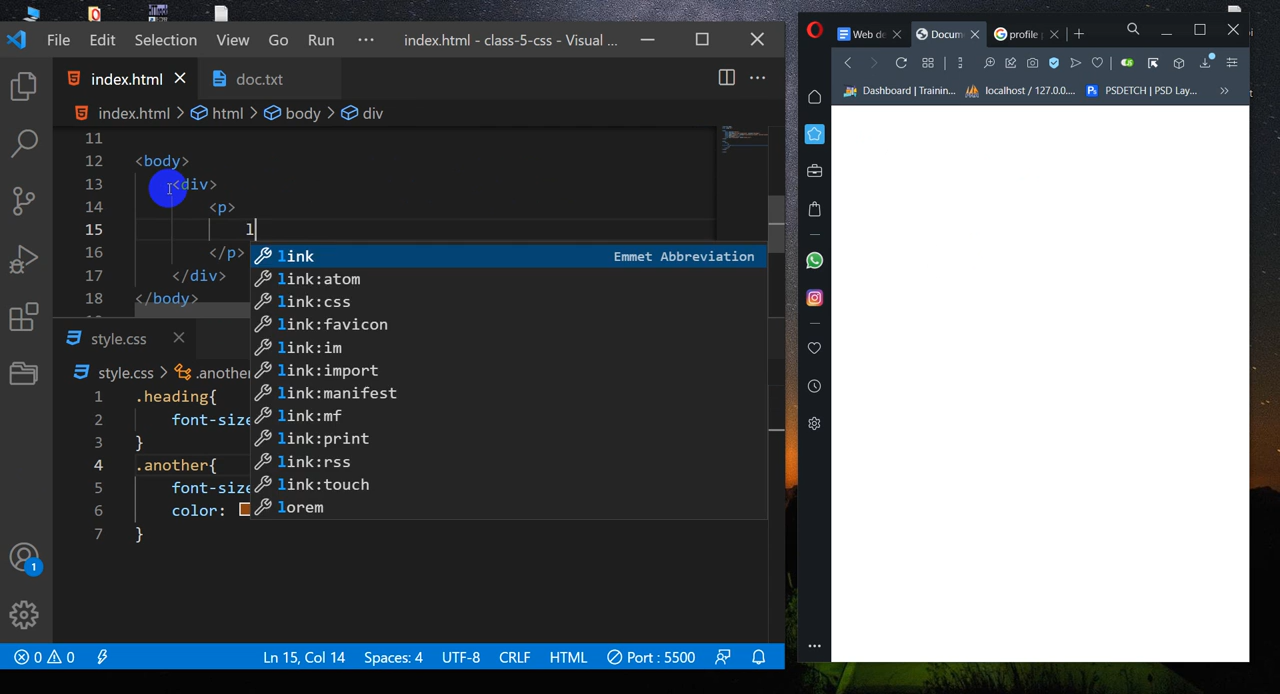 File Edit Selection View Go Run ··· index.html - class-5-css - Visual ...
index.html doc.txt
index.html > html > body > div
11
12 <body>
13 <div>
14 <p>
15 l
16 </p>
17 </div>
18 </body>
link Emmet Abbreviation
link:atom
link:css
link:favicon
link:im
link:import
link:manifest
link:mf
link:print
link:rss
link:touch
lorem
style.css
style.css > .another
1 .heading{
2 font-size
3 }
4 .another{
5 font-size
6 color:
7 }
1
0 0 Ln 15, Col 14 Spaces: 4 UTF-8 CRLF HTML Port : 5500
Web de Docum profile
Dashboard | Trainin... localhost / 127.0.0.... PSDETCH | PSD Lay... »